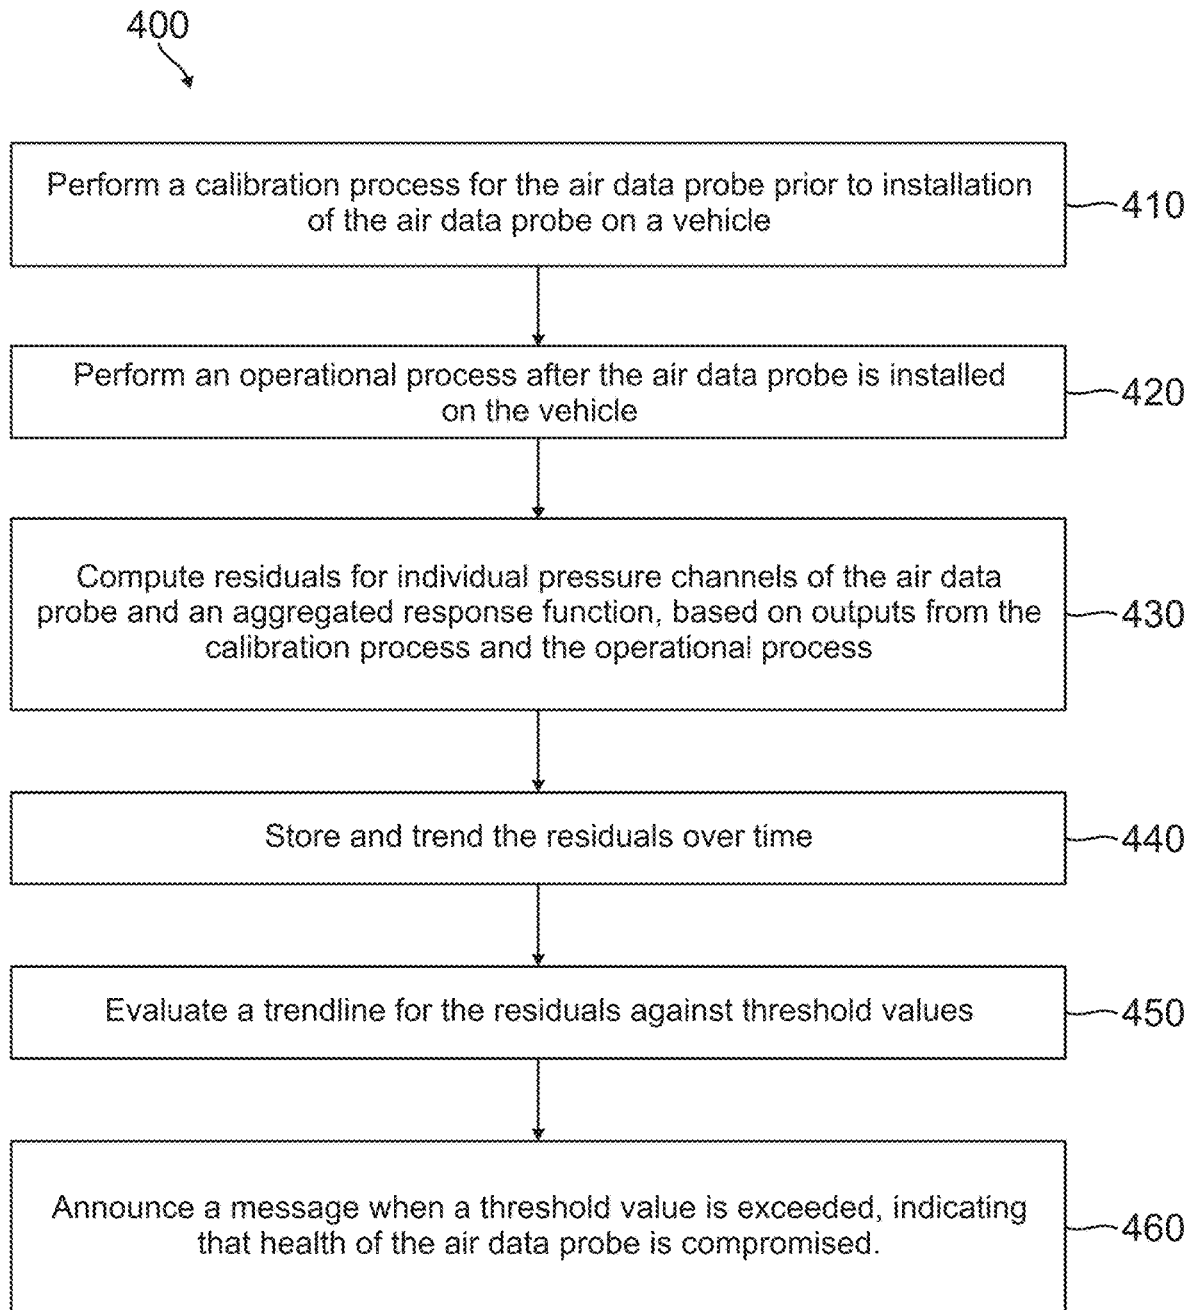 400
Perform a calibration process for the air data probe prior to installation
of the air data probe on a vehicle
410
Perform an operational process after the air data probe is installed
on the vehicle
420
Compute residuals for individual pressure channels of the air data
probe and an aggregated response function, based on outputs from the
calibration process and the operational process
430
Store and trend the residuals over time
440
Evaluate a trendline for the residuals against threshold values
450
Announce a message when a threshold value is exceeded, indicating
that health of the air data probe is compromised.
460